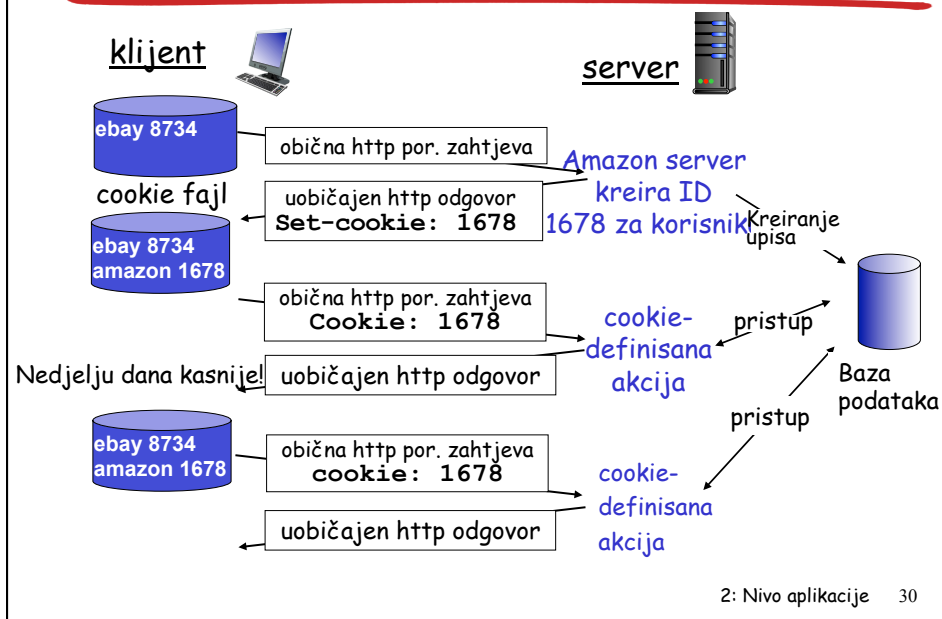 klijent
server
ebay 8734
obična http por. zahtjeva
Amazon server
kreira ID
1678 za korisnik
cookie fajl
uobičajen http odgovor
Set-cookie: 1678
Kreiranje
upisa
ebay 8734
amazon 1678
obična http por. zahtjeva
Cookie: 1678
cookie-
definisana
akcija
pristup
Nedjelju dana kasnije!
uobičajen http odgovor
Baza
podataka
pristup
ebay 8734
amazon 1678
obična http por. zahtjeva
cookie: 1678
cookie-
definisana
akcija
uobičajen http odgovor
2: Nivo aplikacije 30